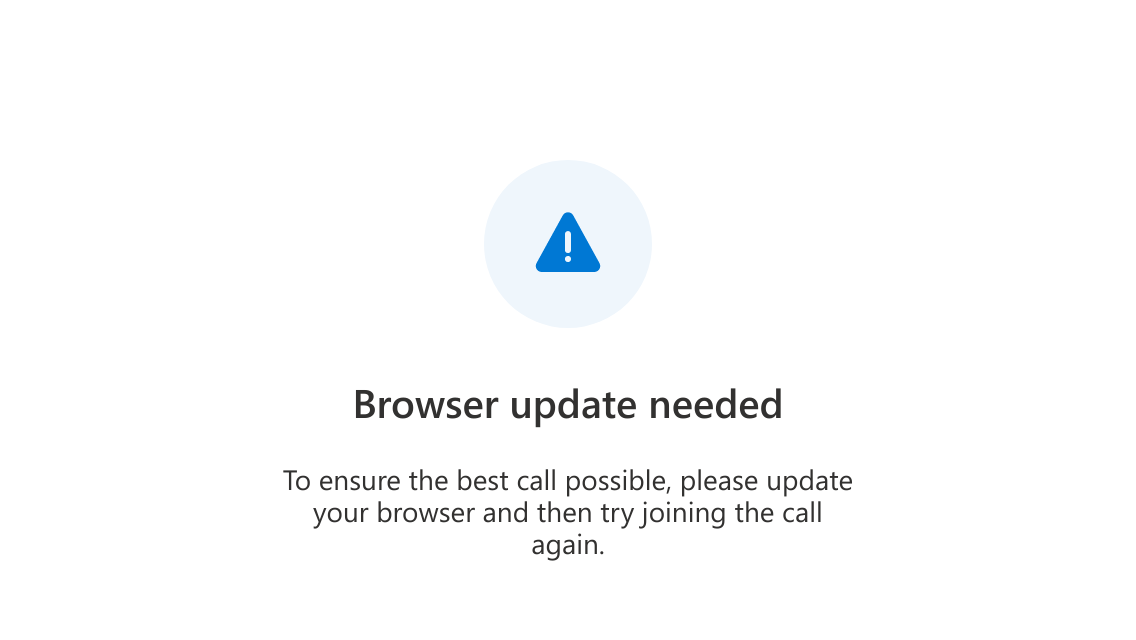 Browser update needed
To ensure the best call possible, please update
your browser and then try joining the call
again.